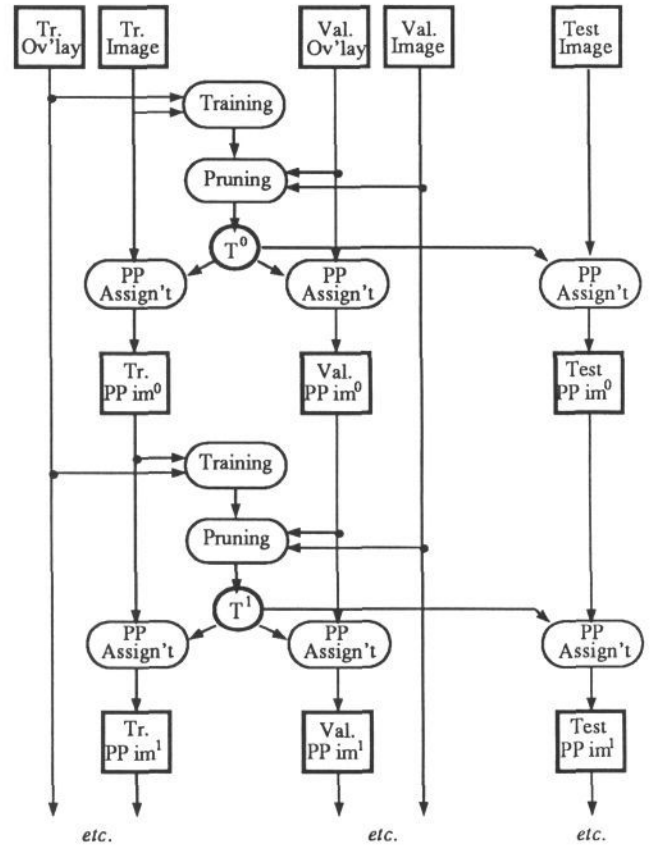 Tr.
Ov'lay
Tr.
Image
Val.
Ov'lay
Val.
Image
Test
Image
Training
Pruning
T⁰
PP
Assign't
PP
Assign't
PP
Assign't
Tr.
PP im⁰
Val.
PP im⁰
Test
PP im⁰
Training
Pruning
T¹
PP
Assign't
PP
Assign't
PP
Assign't
Tr.
PP im¹
Val.
PP im¹
Test
PP im¹
etc.
etc.
etc.